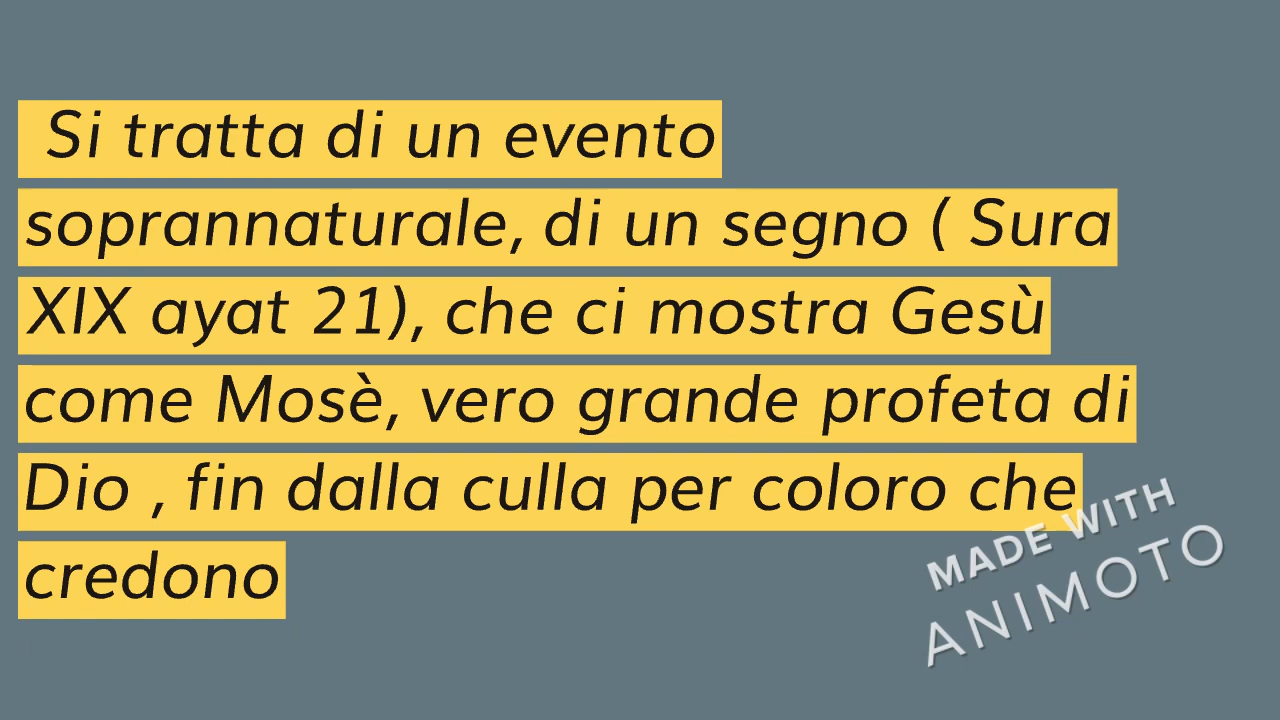 Si tratta di un evento
soprannaturale, di un segno ( Sura
XIX ayat 21), che ci mostra Gesù
come Mosè, vero grande profeta di
Dio , fin dalla culla per coloro che
credono
MADE WITH
ANIMOTO